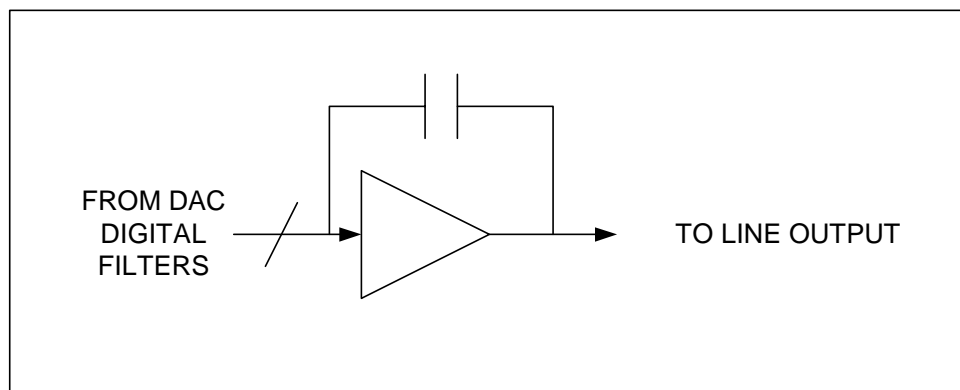 FROM DAC
DIGITAL
FILTERS
TO LINE OUTPUT